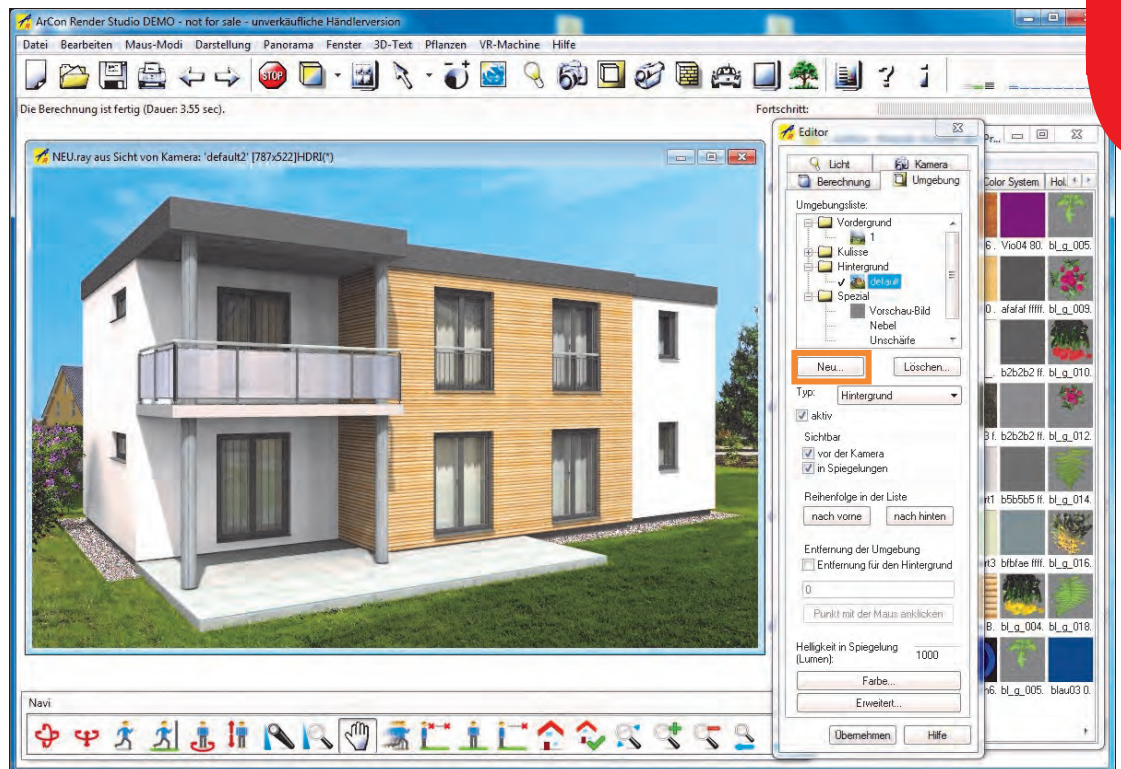 ArCon Render Studio DEMO - not for sale - unverkäufliche Händlerversion
Datei Bearbeiten Maus-Modi Darstellung Panorama Fenster 3D-Text Pflanzen VR-Machine Hilfe
STOP
Die Berechnung ist fertig (Dauer: 3.55 sec).
Fortschritt:
NEU.ray aus Sicht von Kamera: 'default2' [787x522]HDRI(*)
Editor
Licht
Kamera
Berechnung
Umgebung
Umgebungsliste:
Vordergrund
1
Kulisse
Hintergrund
default
Spezial
Vorschau-Bild
Nebel
Unschärfe
Neu...
Löschen...
Typ: Hintergrund
aktiv
Sichtbar
vor der Kamera
in Spiegelungen
Reihenfolge in der Liste
nach vorne
nach hinten
Entfernung der Umgebung
Entfernung für den Hintergrund
0
Punkt mit der Maus anklicken
Helligkeit in Spiegelung (Lumen): 1000
Farbe...
Erweitert...
Übernehmen
Hilfe
Color System
Hol.
Vio04 80. bl_g_005.
afafaf fffff. bl_g_009.
b2b2b2 ff. bl_g_010.
b2b2b2 ff. bl_g_012.
b5b5b5 ff. bl_g_014.
bfbfae ffff. bl_g_016.
bl_g_004. bl_g_018.
bl_g_005. blau03 0.
Navi